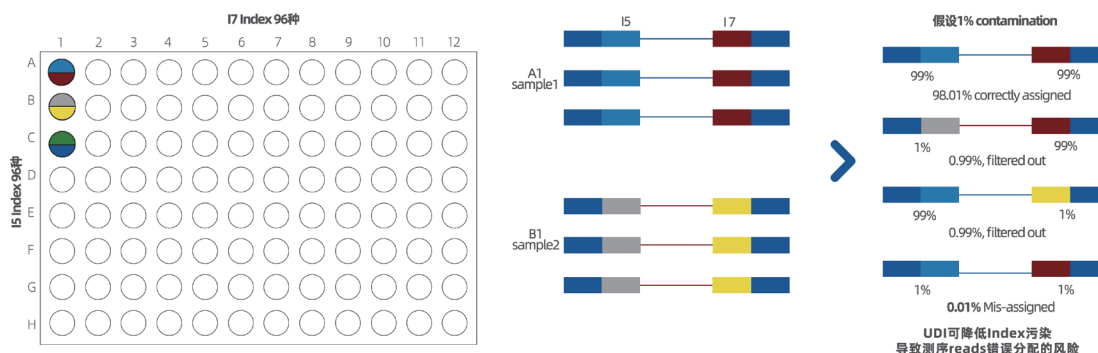 I7 Index 96种
1 2 3 4 5 6 7 8 9 10 11 12
I5 Index 96种
A
B
C
D
E
F
G
H
I5 I7
A1
sample1
B1
sample2
假设1% contamination
99% 99%
98.01% correctly assigned
1% 99%
0.99%, filtered out
99% 1%
0.99%, filtered out
1% 1%
0.01% Mis-assigned
UDI可降低Index污染
导致测序reads错误分配的风险